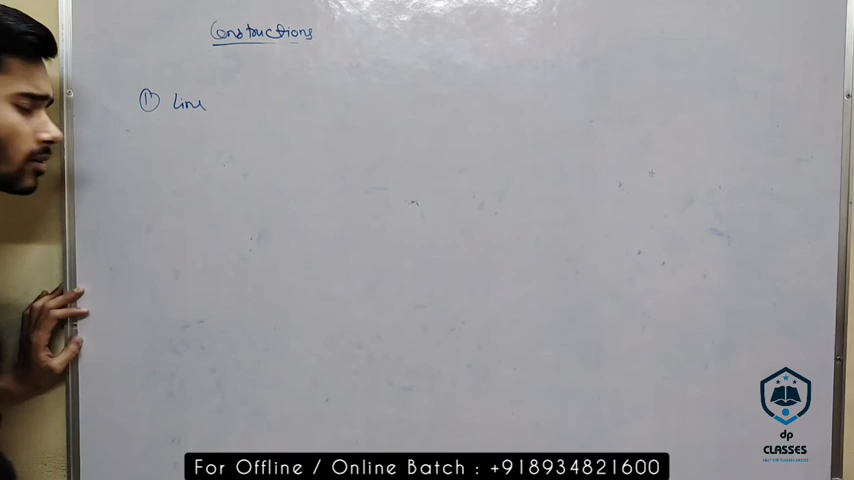 Constructions
① Line
dp
CLASSES
For Offline / Online Batch : +918934821600